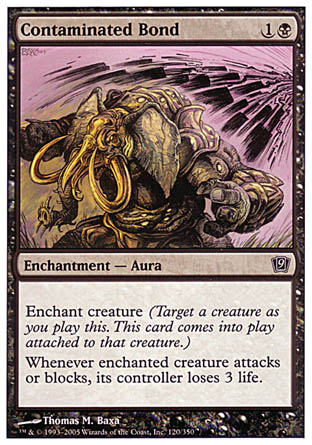 Contaminated Bond 1
Enchantment — Aura 9
Enchant creature (Target a creature as
you play this. This card comes into play
attached to that creature.)
Whenever enchanted creature attacks
or blocks, its controller loses 3 life.
Thomas M. Baxa
™ & © 1993–2005 Wizards of the Coast, Inc. 120/350